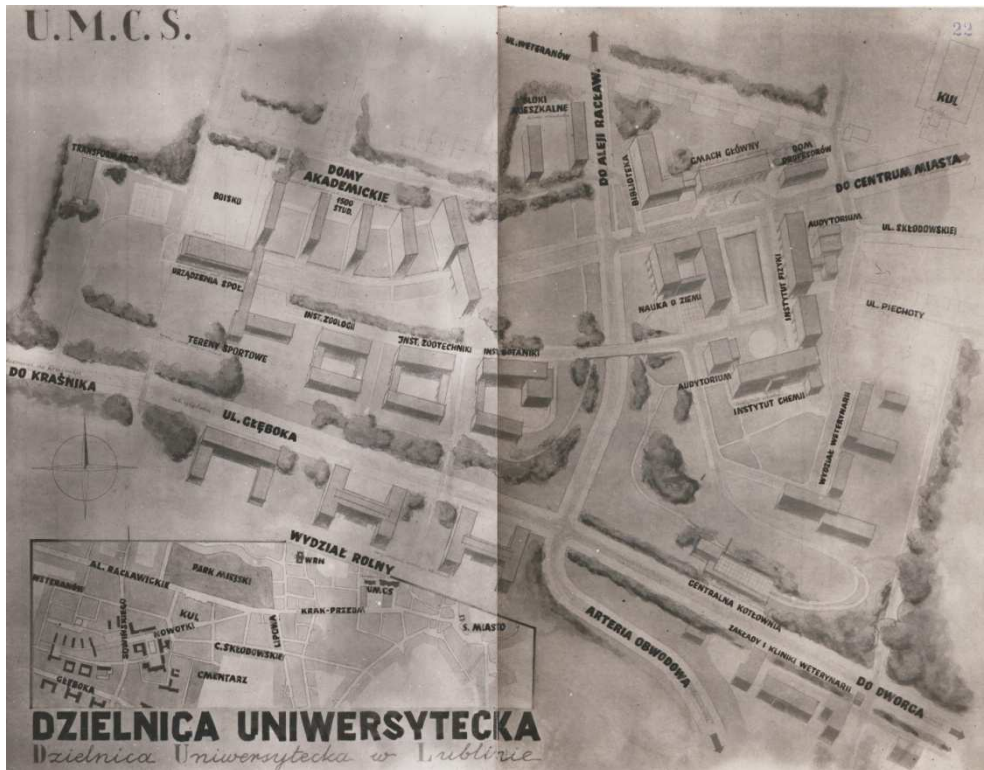 U.M.C.S.
22
UL. WETERANÓW
DO ALEJI RACŁAW.
KUL
BLOKI
MIESZKALNE
TRANSFORMATOR
DOMY
AKADEMICKIE
1500
STUD.
BOISKO
BIBLIOTEKA
GMACH GŁÓWNY
DOM
PROFESORÓW
DO CENTRUM MIASTA
AUDYTORIUM
UL. SKŁODOWSKIEJ
URZĄDZENIA SPOŁ.
NAUKA O ZIEMI
INSTYTUT FIZYKI
UL. PIECHOTY
INST. ZOOLOGII
INST. ZOOTECHNIKI
INST. BOTANIKI
TERENY SPORTOWE
DO KRAŚNIKA
AUDYTORIUM
INSTYTUT CHEMJI
UL. GŁĘBOKA
WYDZIAŁ WETERYNARII
WYDZIAŁ ROLNY
CENTRALNA KOTŁOWNIA
ZAKŁADY I KLINIKI WETERYNARII
ARTERIA OBWODOWA
DO DWORCA
WRN
AL. RACŁAWICKIE
PARK MIEJSKI
UMCS
WETERANÓW
KUL
KRAK-PRZEDM
LIPOWA
S. MIASTO
NOWOTKI
C. SKŁODOWSKIEJ
CMENTARZ
GŁĘBOKA
DZIELNICA UNIWERSYTECKA
Dzielnica Uniwersytecka w Lublinie